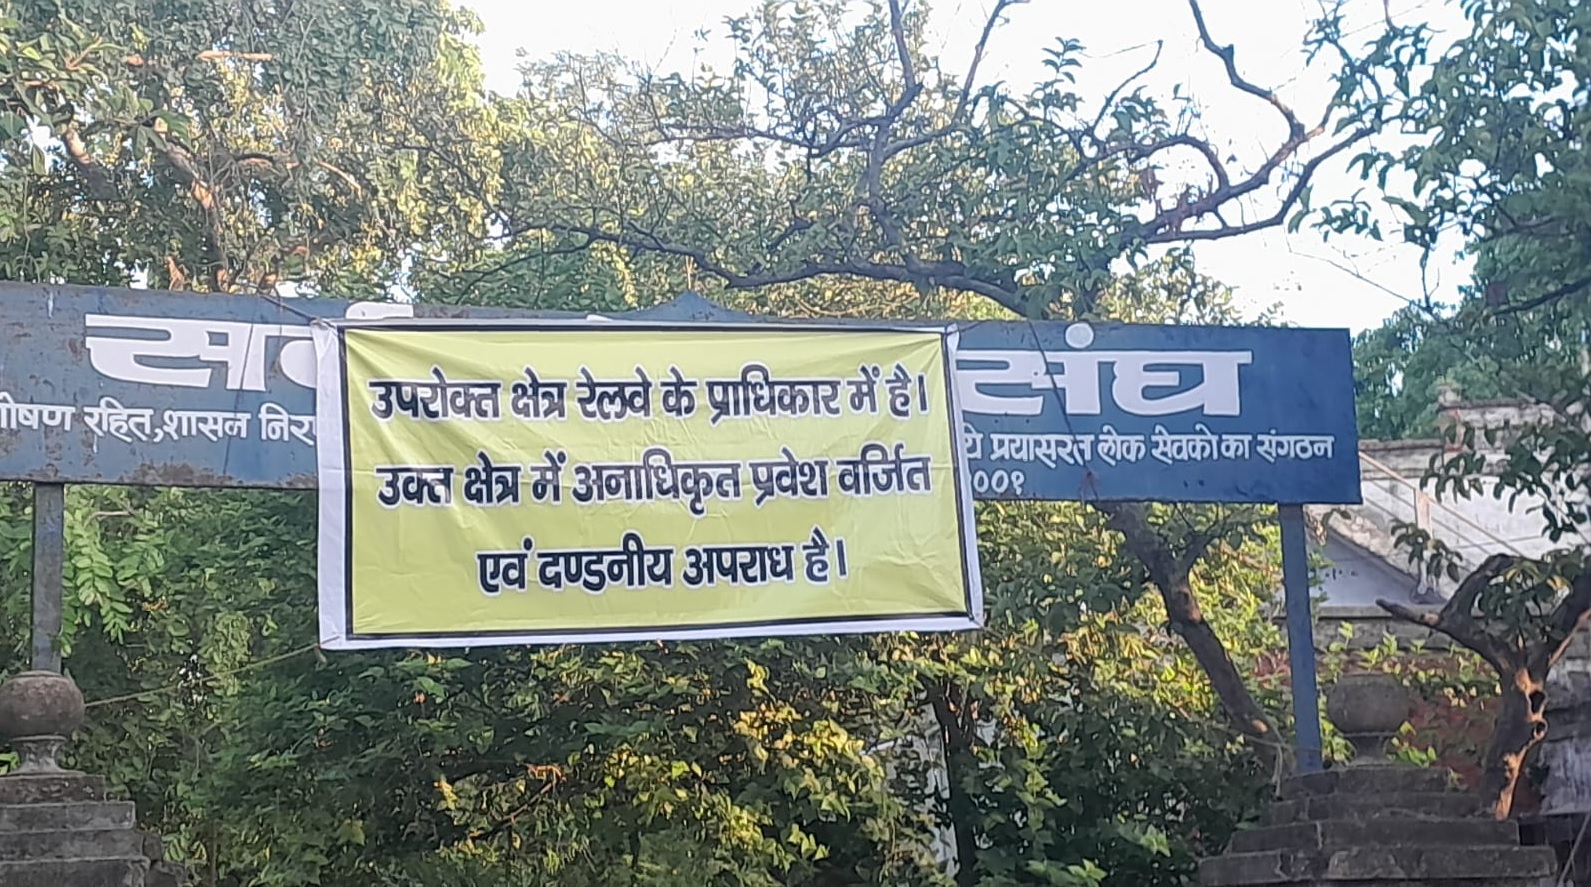 संघ
शोषण रहित, शासन
ये प्रयासरत लोक सेवकों का संगठन
उपरोक्त क्षेत्र रेलवे के प्राधिकार में है।
उक्त क्षेत्र में अनाधिकृत प्रवेश वर्जित
एवं दण्डनीय अपराध है।